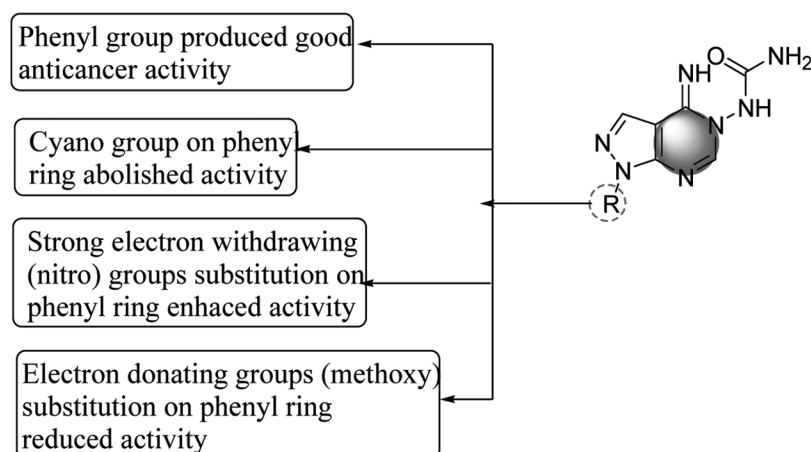 Phenyl group produced good
anticancer activity
Cyano group on phenyl
ring abolished activity
Strong electron withdrawing
(nitro) groups substitution on
phenyl ring enhaced activity
Electron donating groups (methoxy)
substitution on phenyl ring
reduced activity
O NH2
NH
NH
N
N
N
N
R